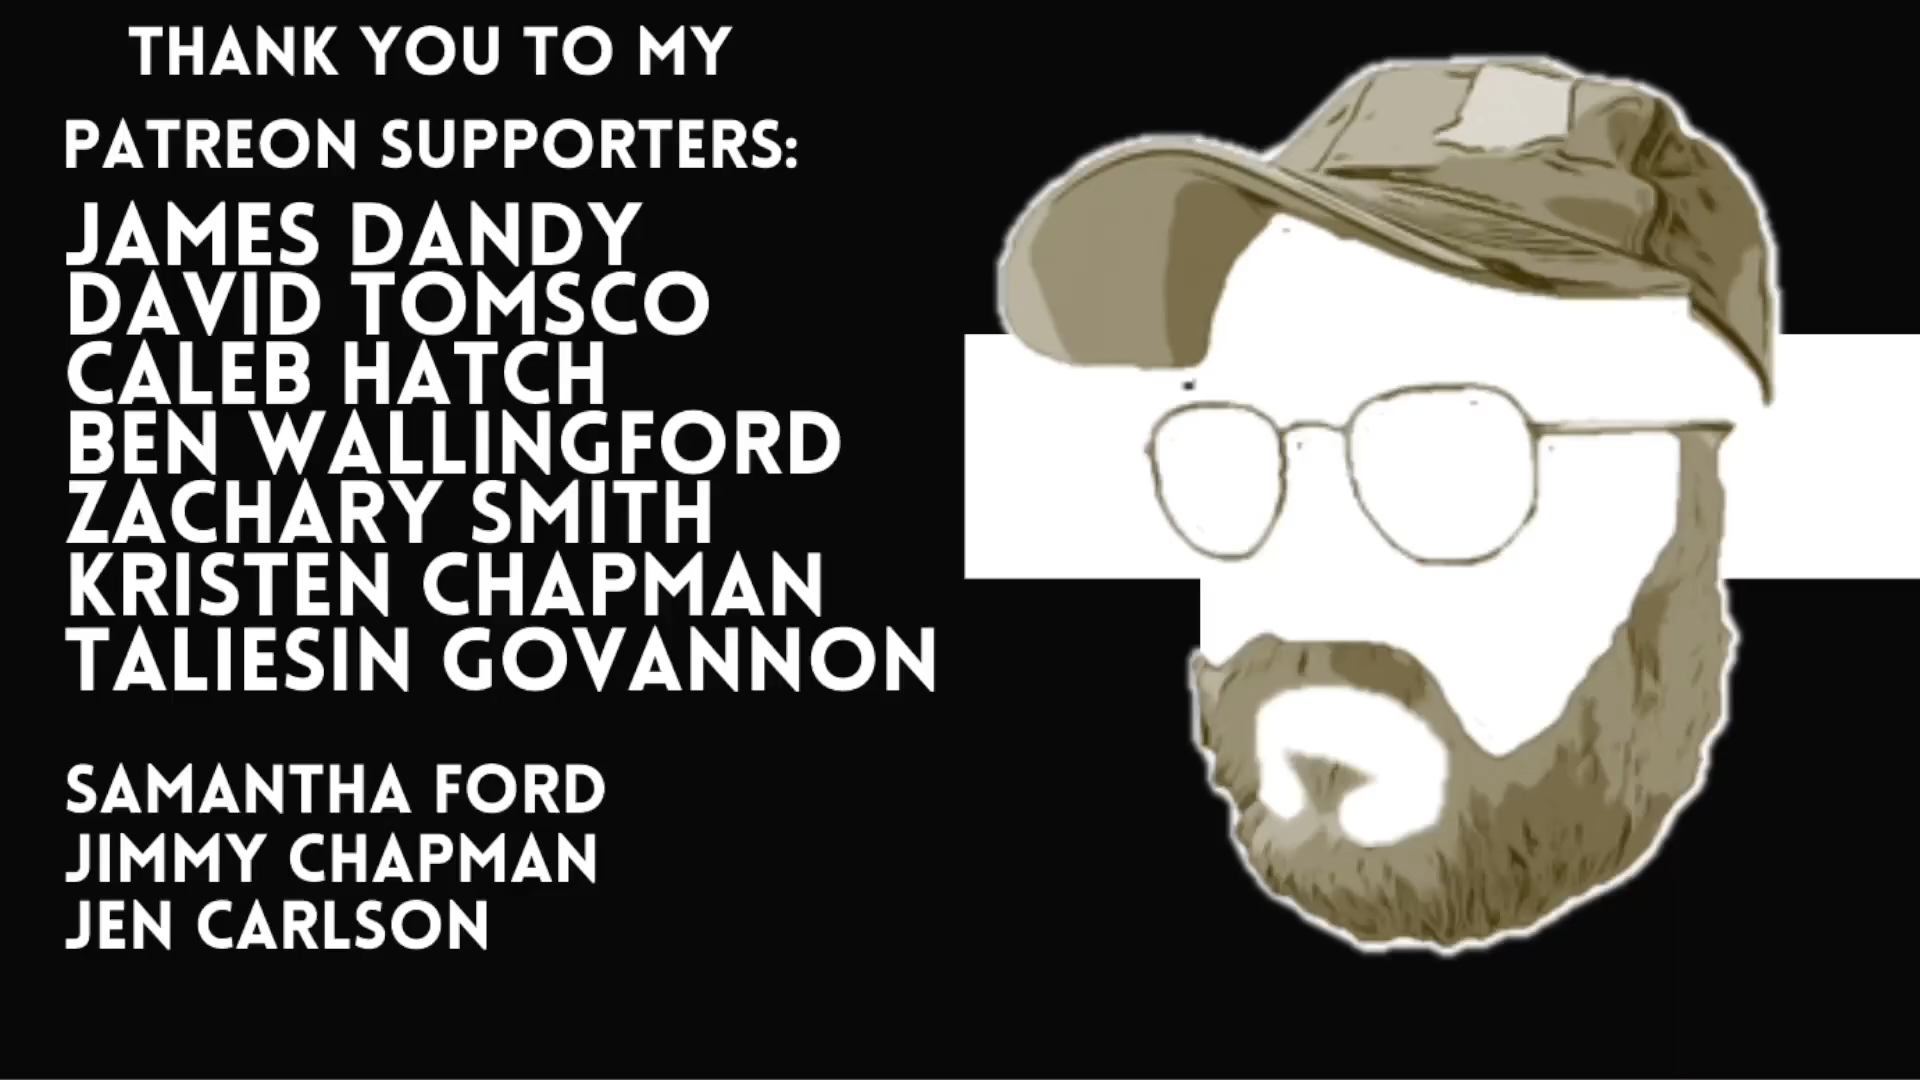 THANK YOU TO MY
PATREON SUPPORTERS:
JAMES DANDY
DAVID TOMSCO
CALEB HATCH
BEN WALLINGFORD
ZACHARY SMITH
KRISTEN CHAPMAN
TALIESIN GOVANNON
SAMANTHA FORD
JIMMY CHAPMAN
JEN CARLSON